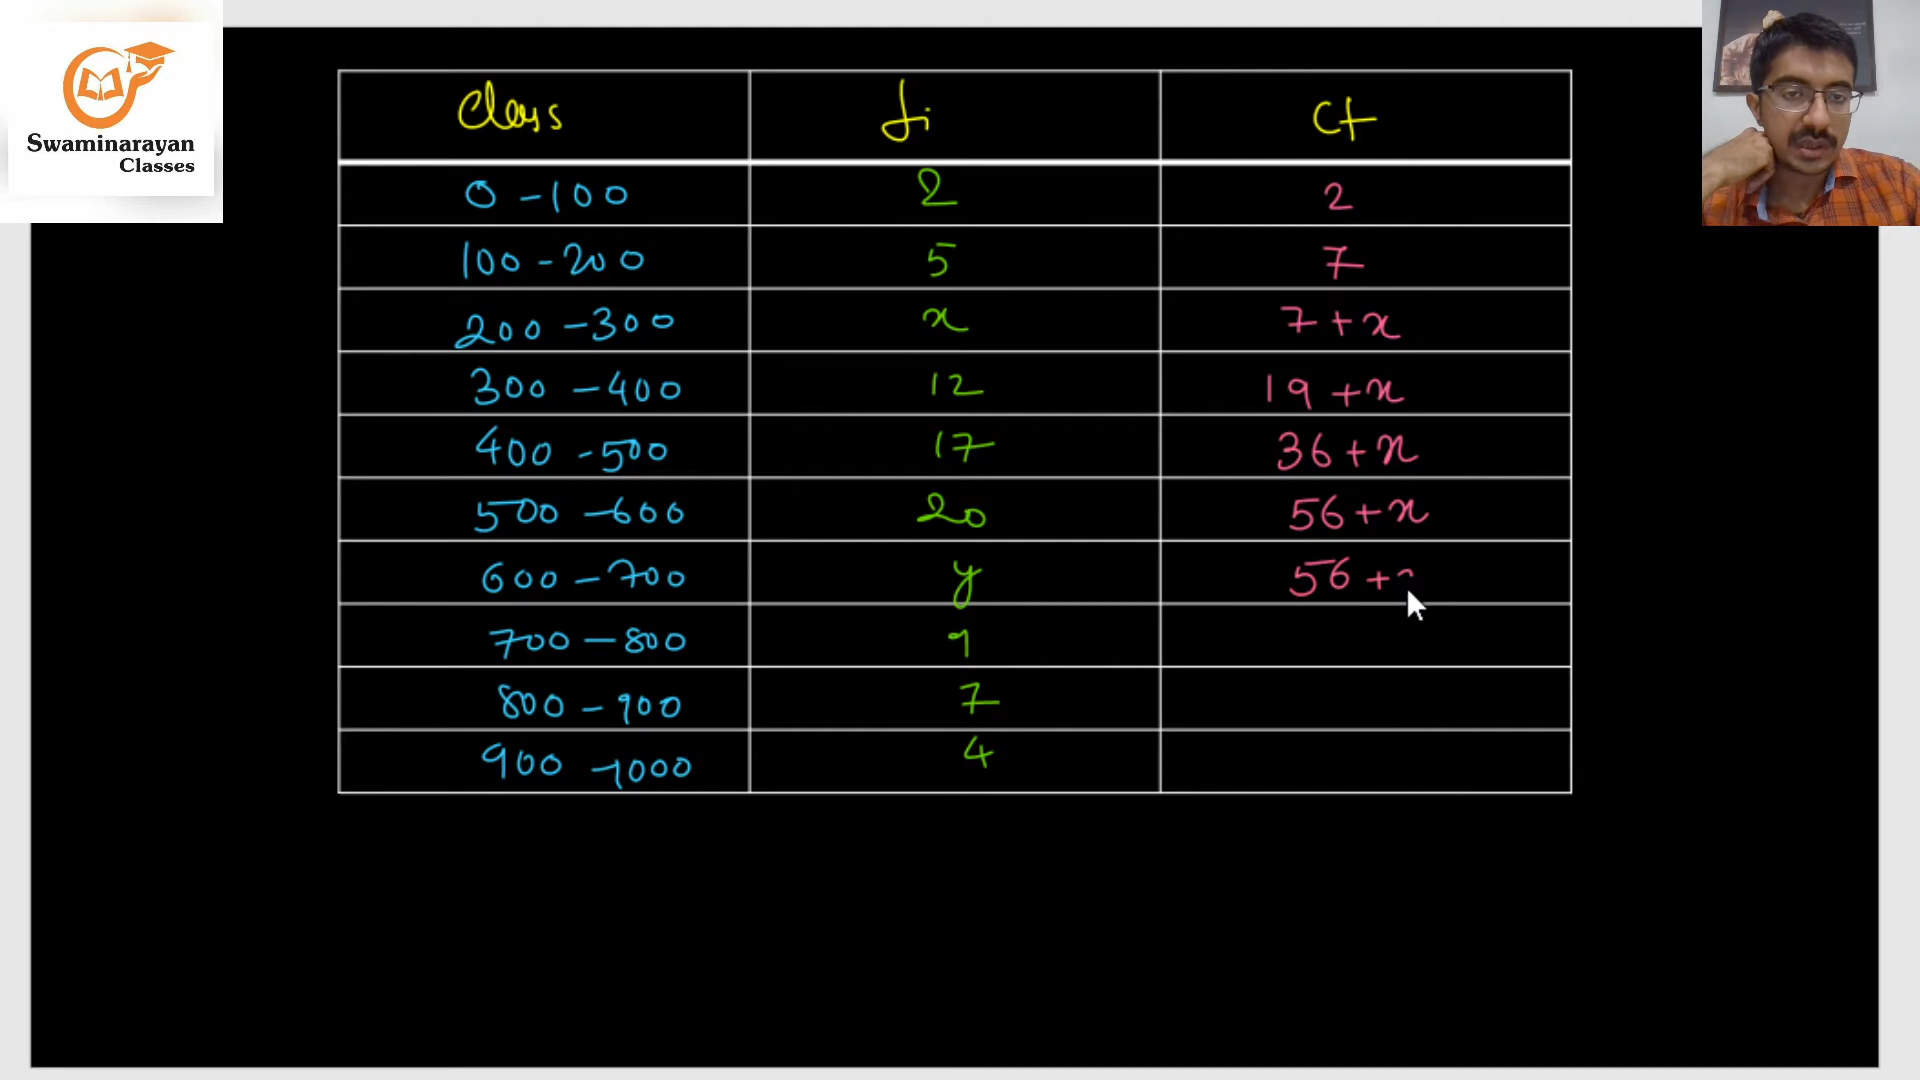 Swaminarayan
Classes
Class fi cf
0-100 2 2
100-200 5 7
200-300 x 7+x
300-400 12 19+x
400-500 17 36+x
500-600 20 56+x
600-700 y 56+
700-800 9
800-900 7
900-1000 4